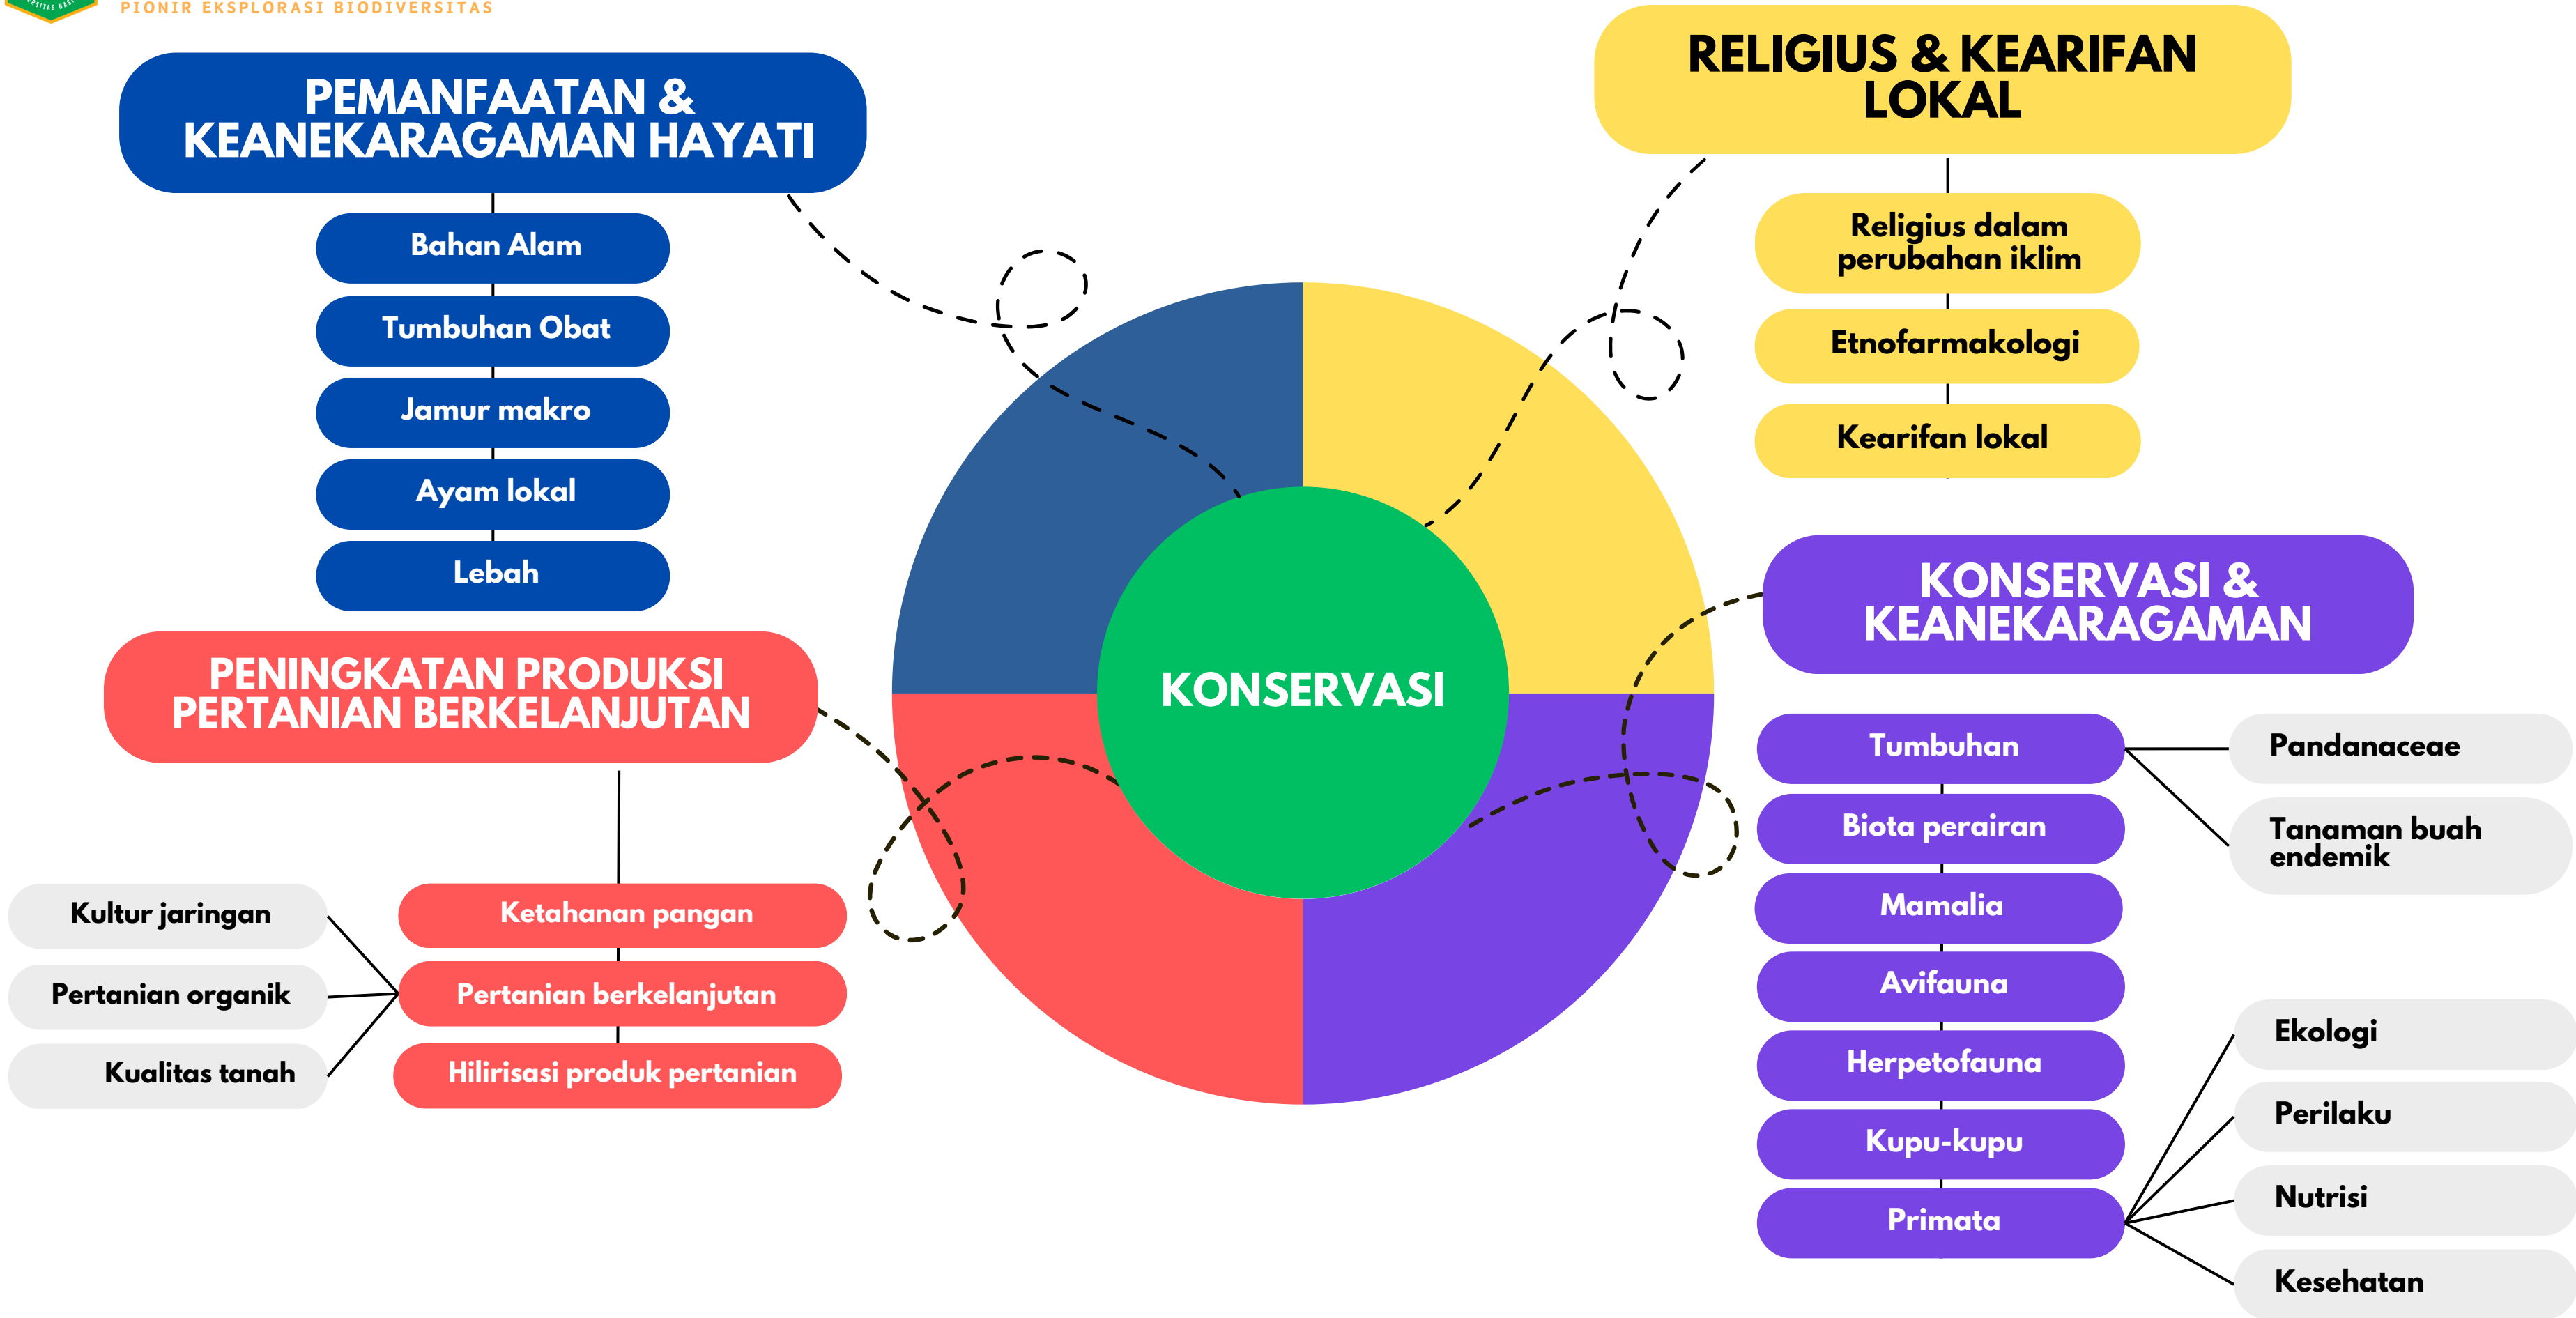 PIONIR EKSPLORASI BIODIVERSITAS
PEMANFAATAN &
KEANEKARAGAMAN HAYATI
Bahan Alam
Tumbuhan Obat
Jamur makro
Ayam lokal
Lebah
PENINGKATAN PRODUKSI
PERTANIAN BERKELANJUTAN
Kultur jaringan
Pertanian organik
Kualitas tanah
Ketahanan pangan
Pertanian berkelanjutan
Hilirisasi produk pertanian
KONSERVASI
RELIGIUS & KEARIFAN
LOKAL
Religius dalam
perubahan iklim
Etnofarmakologi
Kearifan lokal
KONSERVASI &
KEANEKARAGAMAN
Tumbuhan
Biota perairan
Mamalia
Avifauna
Herpetofauna
Kupu-kupu
Primata
Pandanaceae
Tanaman buah
endemik
Ekologi
Perilaku
Nutrisi
Kesehatan